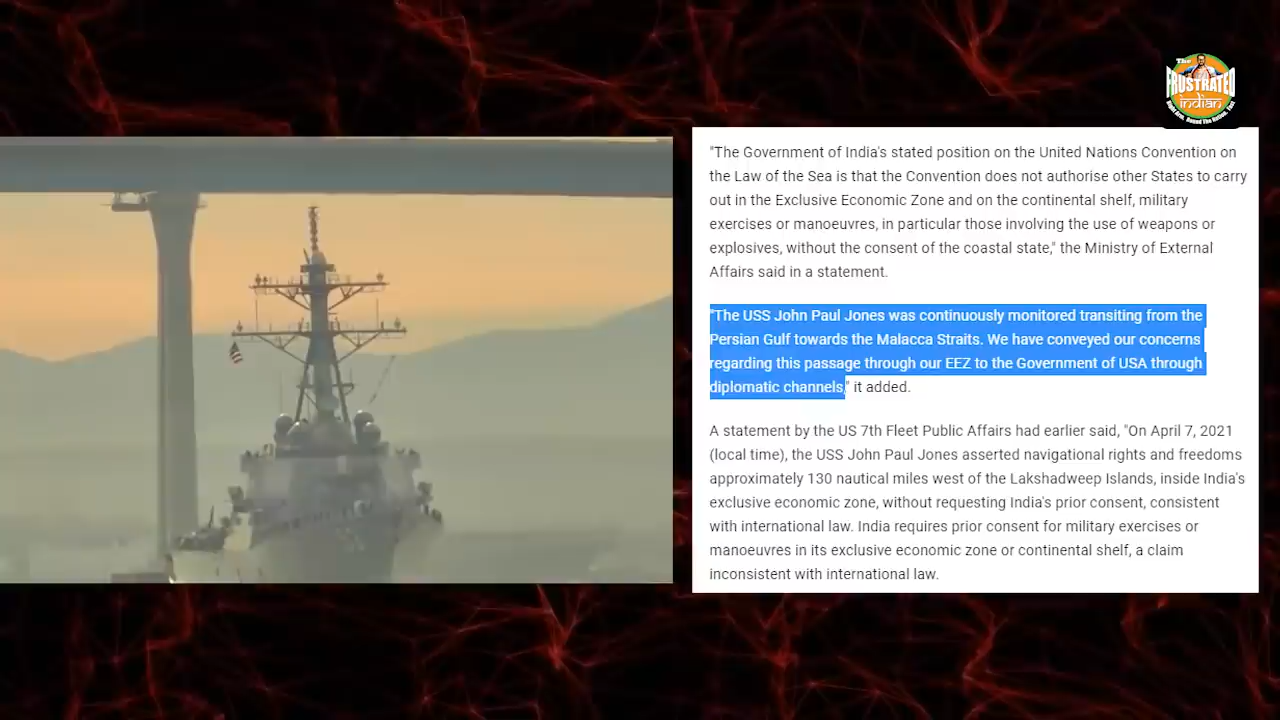 The
FRUSTRATED
indian
"The Government of India's stated position on the United Nations Convention on
the Law of the Sea is that the Convention does not authorise other States to carry
out in the Exclusive Economic Zone and on the continental shelf, military
exercises or manoeuvres, in particular those involving the use of weapons or
explosives, without the consent of the coastal state," the Ministry of External
Affairs said in a statement.
"The USS John Paul Jones was continuously monitored transiting from the
Persian Gulf towards the Malacca Straits. We have conveyed our concerns
regarding this passage through our EEZ to the Government of USA through
diplomatic channels," it added.
A statement by the US 7th Fleet Public Affairs had earlier said, "On April 7, 2021
(local time), the USS John Paul Jones asserted navigational rights and freedoms
approximately 130 nautical miles west of the Lakshadweep Islands, inside India's
exclusive economic zone, without requesting India's prior consent, consistent
with international law. India requires prior consent for military exercises or
manoeuvres in its exclusive economic zone or continental shelf, a claim
inconsistent with international law.